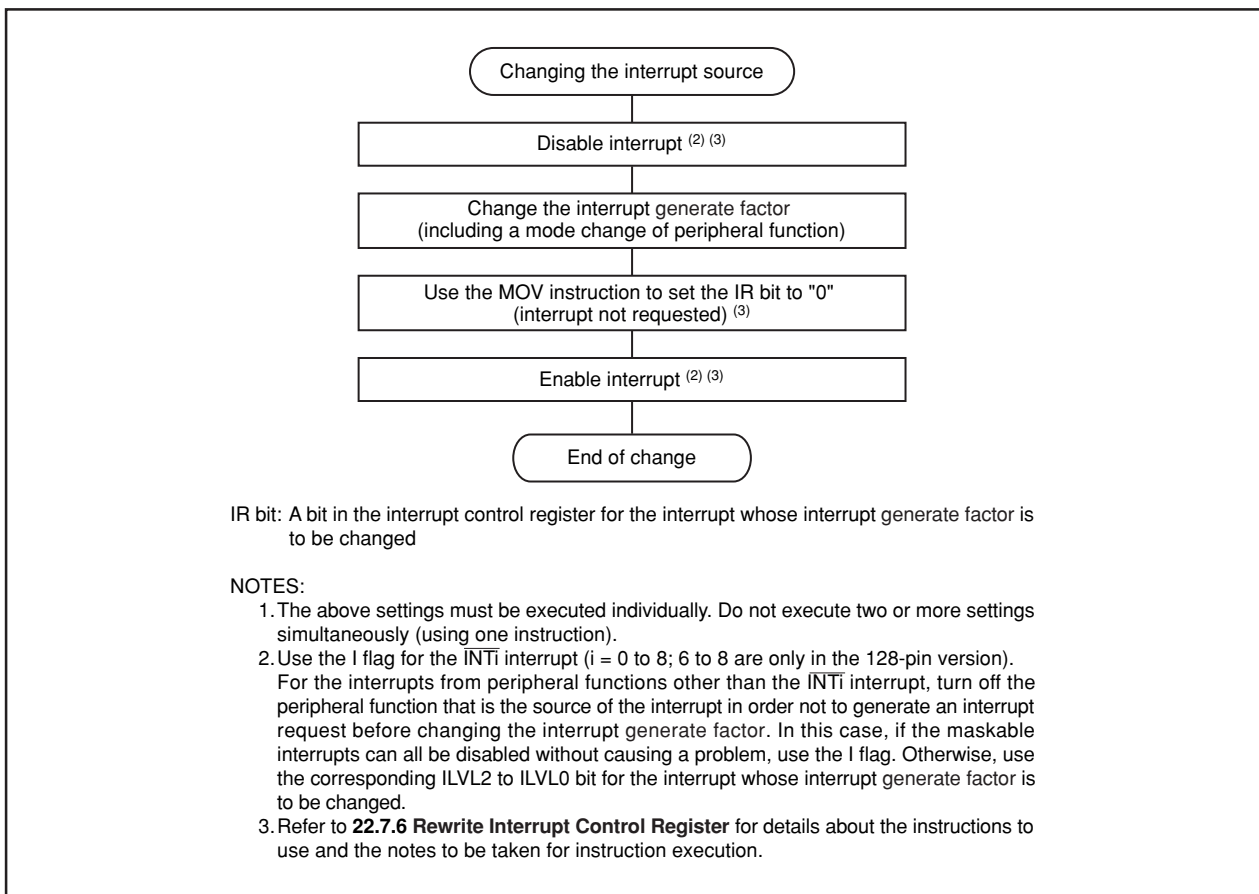 Changing the interrupt source
Disable interrupt (2) (3)
Change the interrupt generate factor
(including a mode change of peripheral function)
Use the MOV instruction to set the IR bit to "0"
(interrupt not requested) (3)
Enable interrupt (2) (3)
End of change
IR bit: A bit in the interrupt control register for the interrupt whose interrupt generate factor is
to be changed
NOTES:
1. The above settings must be executed individually. Do not execute two or more settings
simultaneously (using one instruction).
2. Use the I flag for the INTi interrupt (i = 0 to 8; 6 to 8 are only in the 128-pin version).
For the interrupts from peripheral functions other than the INTi interrupt, turn off the
peripheral function that is the source of the interrupt in order not to generate an interrupt
request before changing the interrupt generate factor. In this case, if the maskable
interrupts can all be disabled without causing a problem, use the I flag. Otherwise, use
the corresponding ILVL2 to ILVL0 bit for the interrupt whose interrupt generate factor is
to be changed.
3. Refer to 22.7.6 Rewrite Interrupt Control Register for details about the instructions to
use and the notes to be taken for instruction execution.